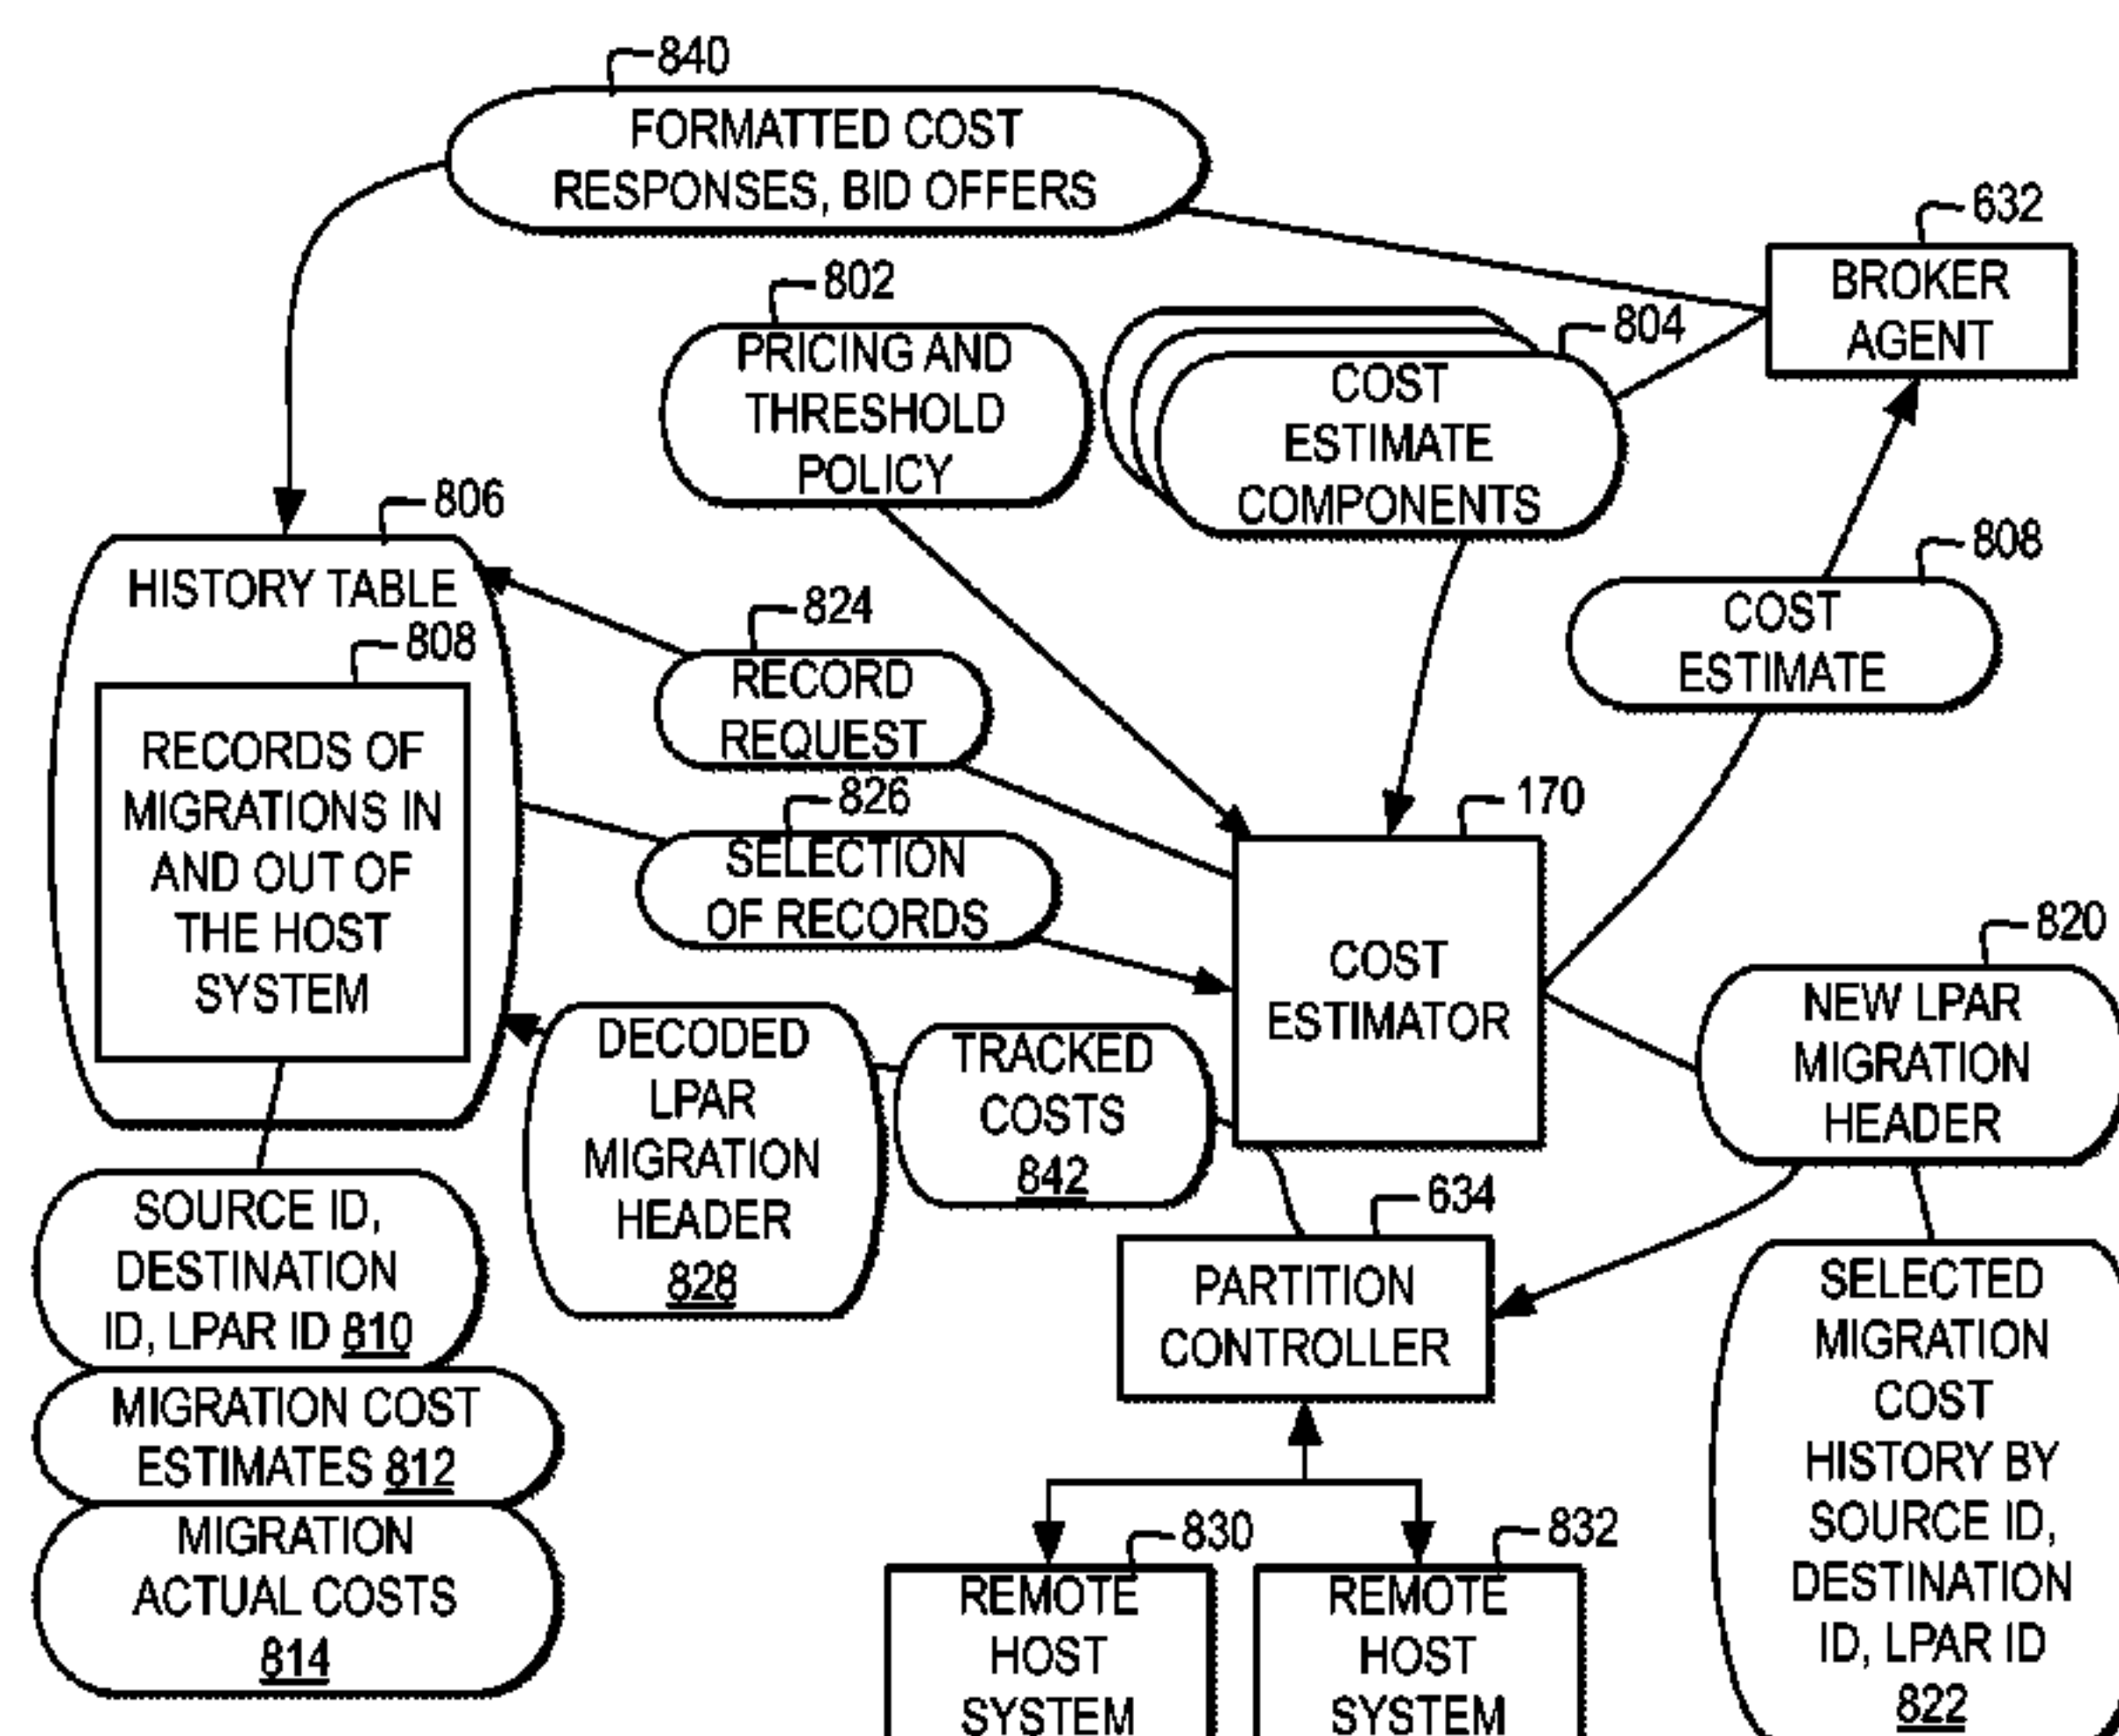 840
FORMATTED COST
RESPONSES, BID OFFERS
632
BROKER
AGENT
802
PRICING AND
THRESHOLD
POLICY
804
COST
ESTIMATE
COMPONENTS
806
HISTORY TABLE
808
RECORDS OF
MIGRATIONS IN
AND OUT OF
THE HOST
SYSTEM
824
RECORD
REQUEST
826
SELECTION
OF RECORDS
808
COST
ESTIMATE
170
COST
ESTIMATOR
820
NEW LPAR
MIGRATION
HEADER
DECODED
LPAR
MIGRATION
HEADER
828
TRACKED
COSTS
842
634
PARTITION
CONTROLLER
SOURCE ID,
DESTINATION
ID, LPAR ID 810
MIGRATION COST
ESTIMATES 812
MIGRATION
ACTUAL COSTS
814
830
REMOTE
HOST
SYSTEM
832
REMOTE
HOST
SYSTEM
SELECTED
MIGRATION
COST
HISTORY BY
SOURCE ID,
DESTINATION
ID, LPAR ID
822